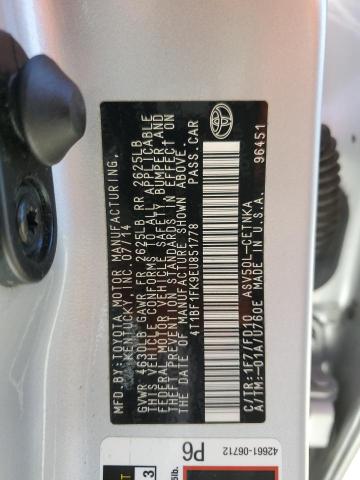 MFD. BY:
TOYOTA MOTOR MANUFACTURING,
KENTUCKY, INC. 07/14
GVWR 4600LB GAWR FR 2625LB RR 2625LB
THIS VEHICLE CONFORMS TO ALL APPLICABLE
FEDERAL MOTOR VEHICLE SAFETY, BUMPER AND
THEFT PREVENTION STANDARDS IN EFFECT ON
THE DATE OF MANUFACTURE SHOWN ABOVE.
4T1BF1FK9EU851778 PASS.CAR
C/TR:1F7/FD10 ASV50L-CETNKA
A/TM:-01A/U760E MADE IN U.S.A. 96451
42661-06712
P6